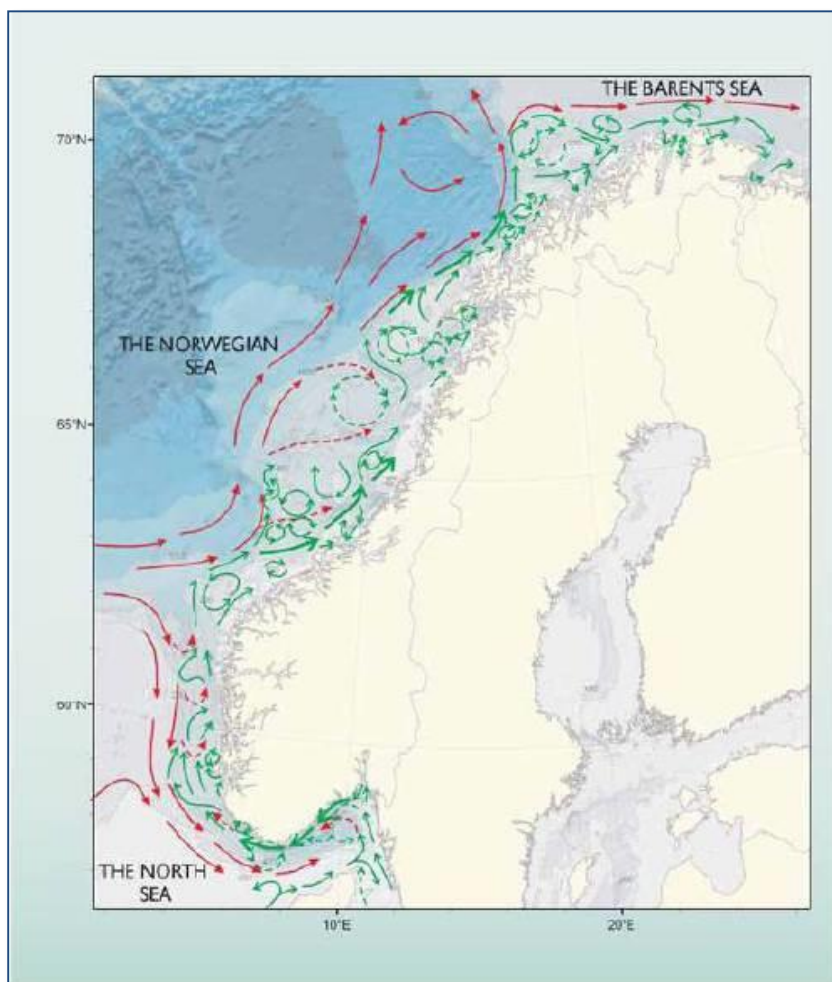 THE BARENTS SEA
70°N
THE NORWEGIAN
SEA
65°N
60°N
THE NORTH
SEA
10°E
20°E